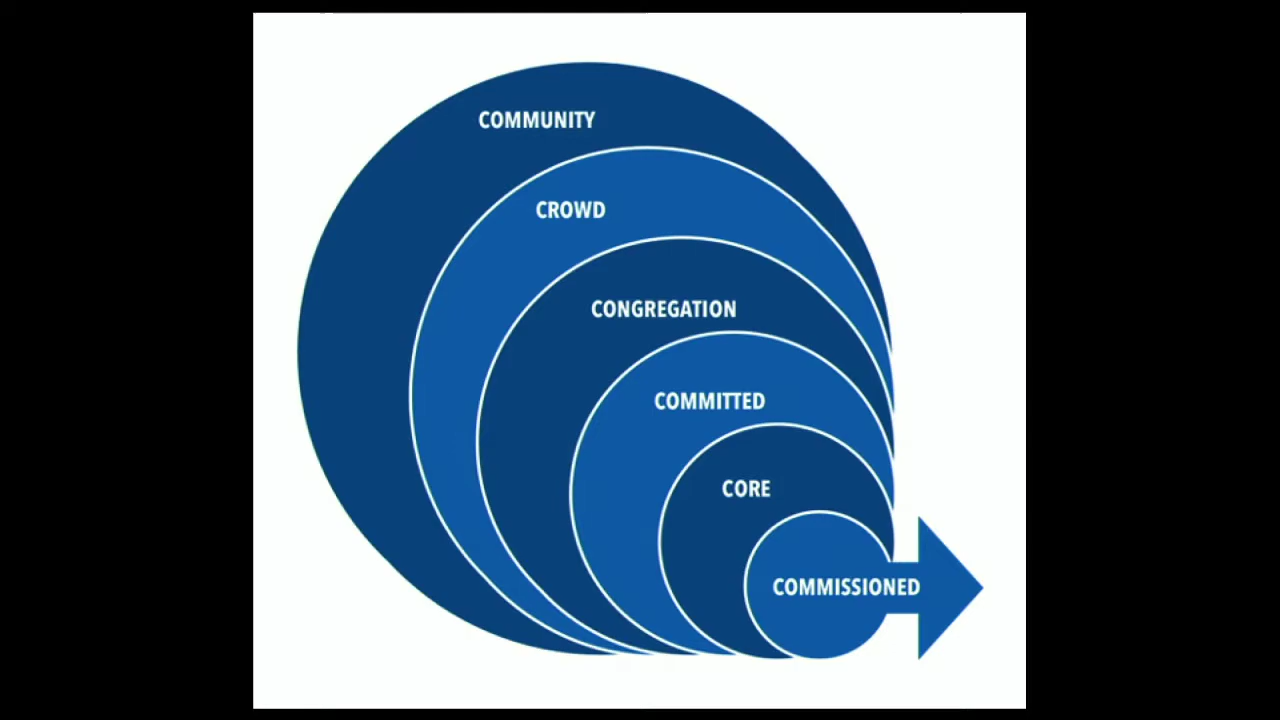 COMMUNITY
CROWD
CONGREGATION
COMMITTED
CORE
COMMISSIONED